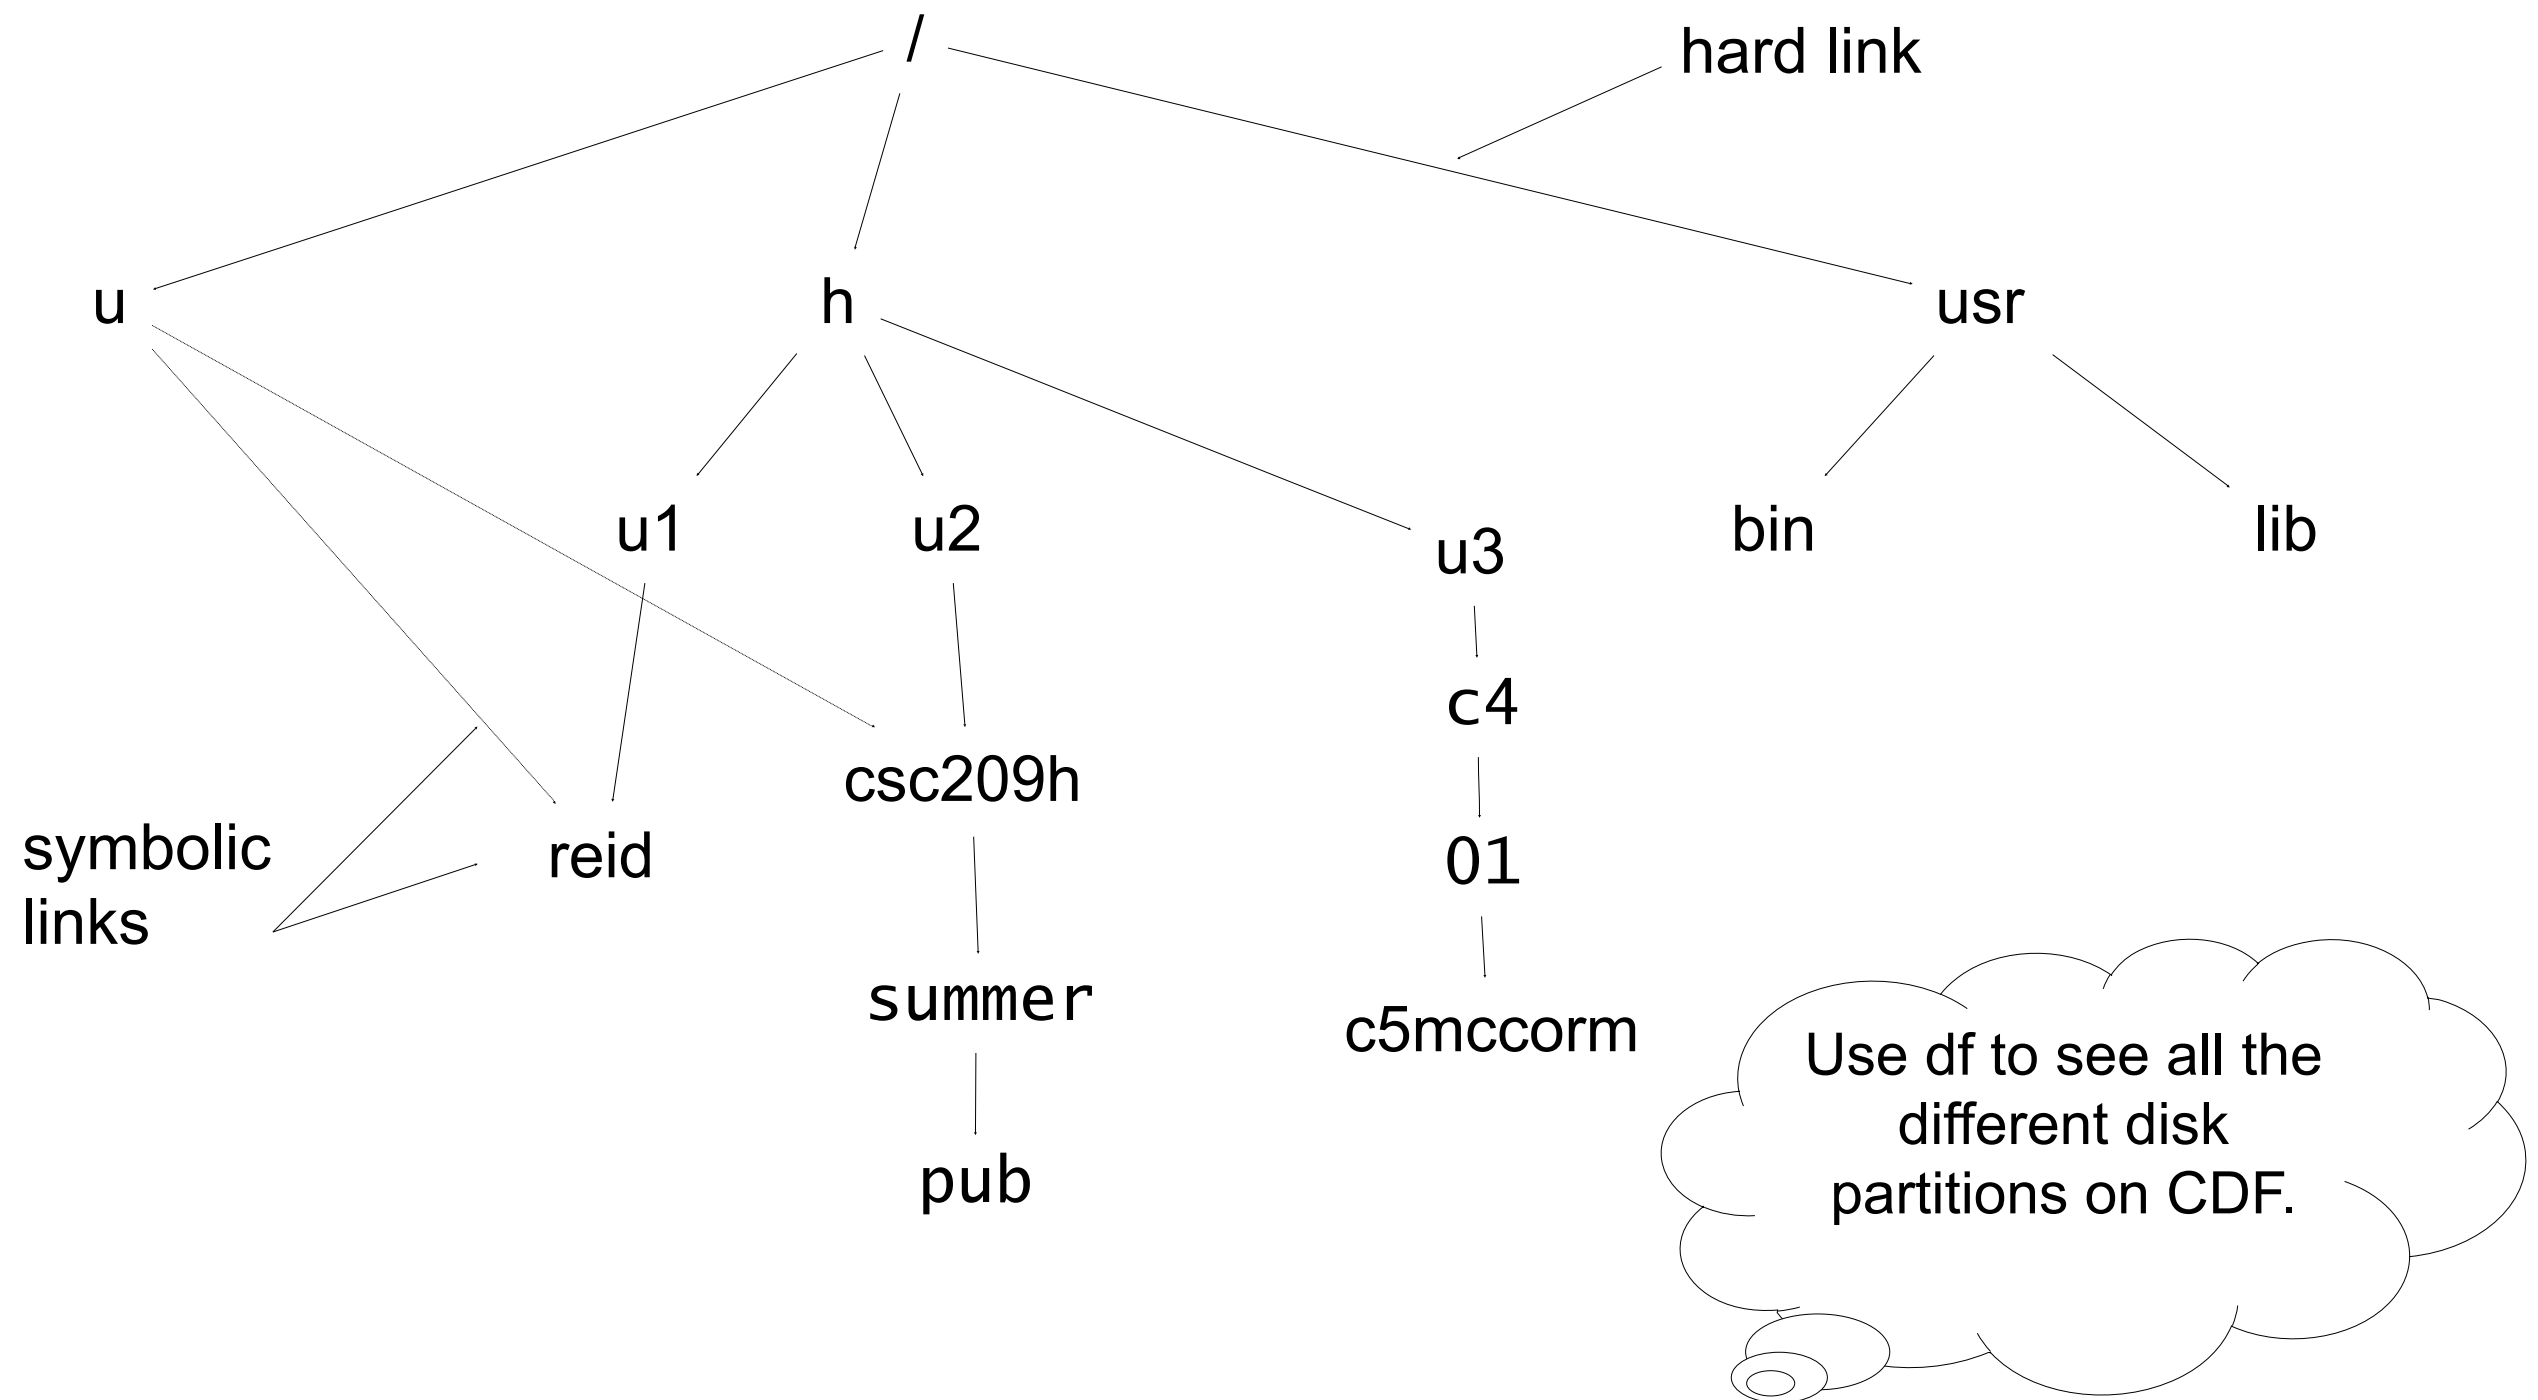 /
hard link
u
h
usr
u1
u2
u3
bin
lib
c4
csc209h
01
symbolic
links
reid
summer
c5mccorm
pub
Use df to see all the
different disk
partitions on CDF.